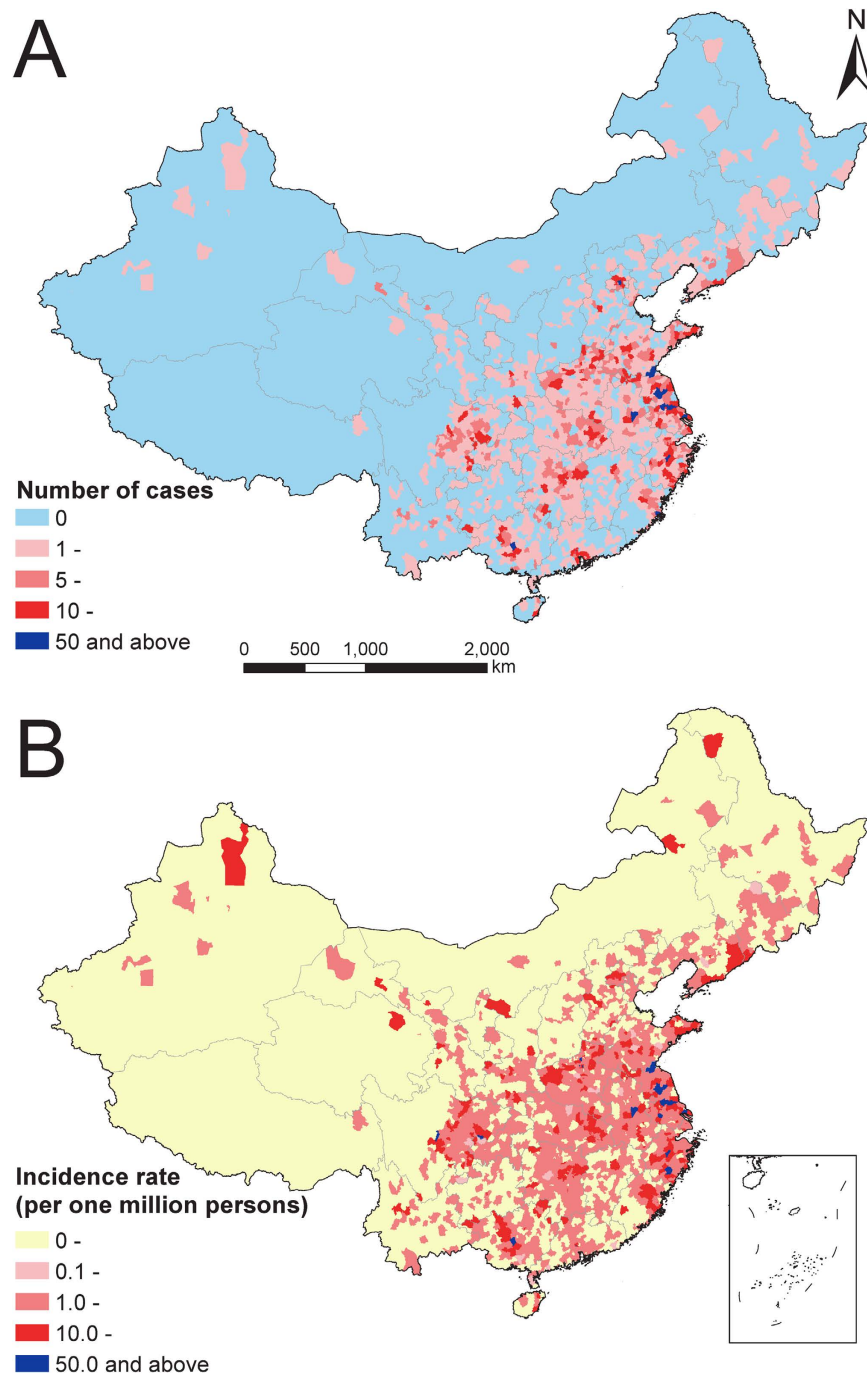 A
N
Number of cases
0
1 -
5 -
10 -
50 and above
0 500 1,000 2,000
km
B
Incidence rate
(per one million persons)
0 -
0.1 -
1.0 -
10.0 -
50.0 and above